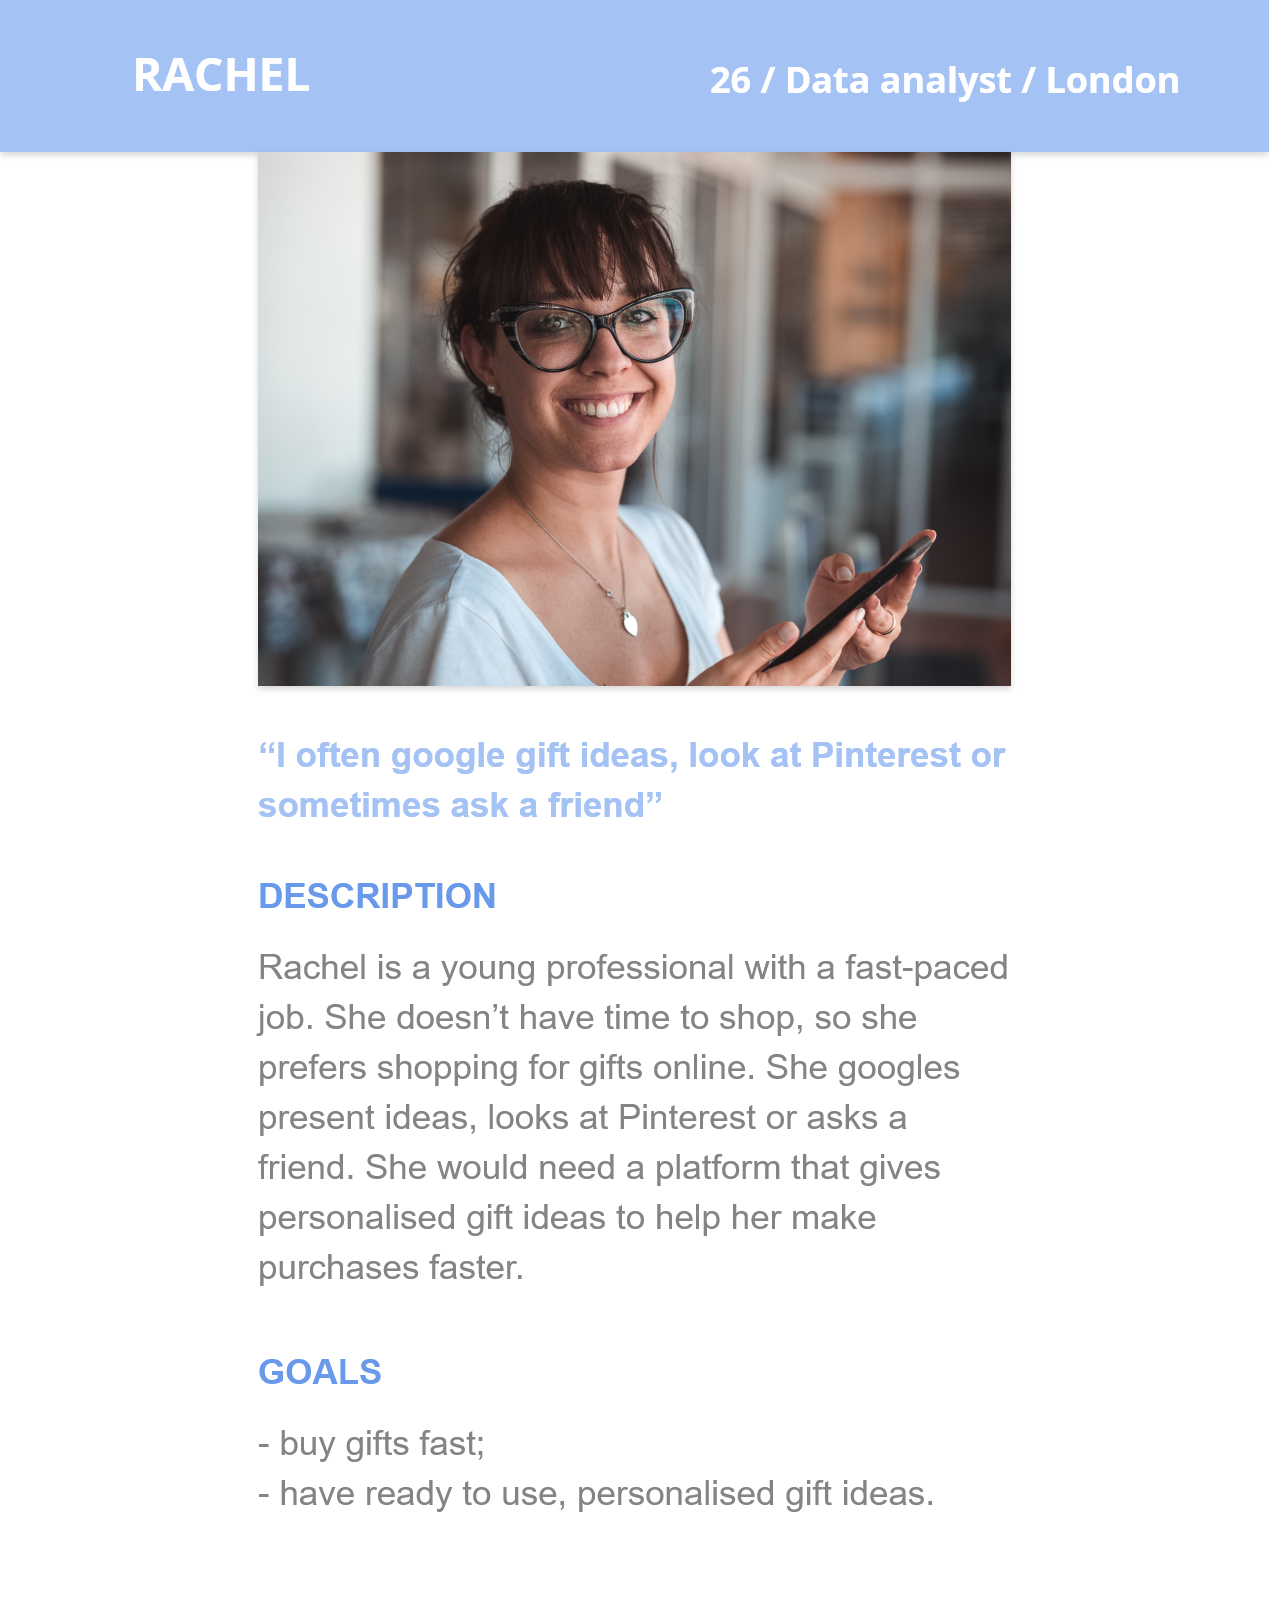 RACHEL
26 / Data analyst / London
“I often google gift ideas, look at Pinterest or
sometimes ask a friend”
DESCRIPTION
Rachel is a young professional with a fast-paced
job. She doesn’t have time to shop, so she
prefers shopping for gifts online. She googles
present ideas, looks at Pinterest or asks a
friend. She would need a platform that gives
personalised gift ideas to help her make
purchases faster.
GOALS
- buy gifts fast;
- have ready to use, personalised gift ideas.